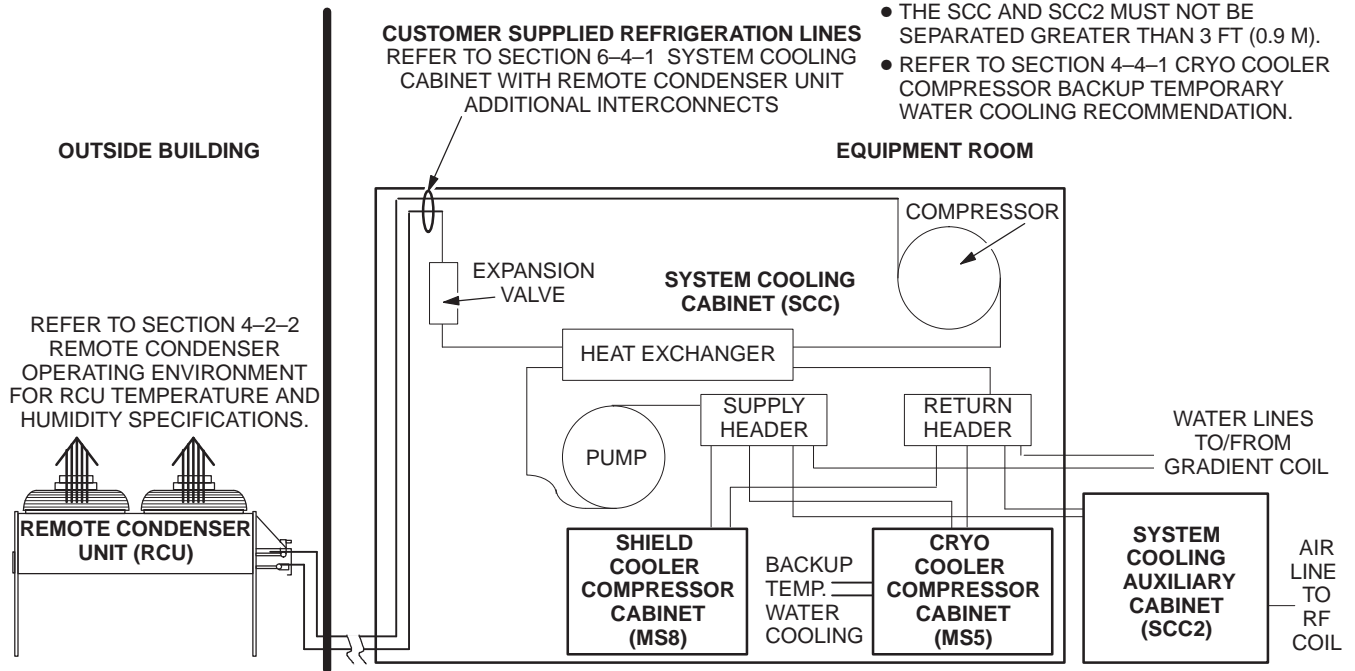 CUSTOMER SUPPLIED REFRIGERATION LINES
REFER TO SECTION 6–4–1 SYSTEM COOLING
CABINET WITH REMOTE CONDENSER UNIT
ADDITIONAL INTERCONNECTS
● THE SCC AND SCC2 MUST NOT BE
SEPARATED GREATER THAN 3 FT (0.9 M).
● REFER TO SECTION 4–4–1 CRYO COOLER
COMPRESSOR BACKUP TEMPORARY
WATER COOLING RECOMMENDATION.
OUTSIDE BUILDING
EQUIPMENT ROOM
COMPRESSOR
EXPANSION
VALVE
SYSTEM COOLING
CABINET (SCC)
REFER TO SECTION 4–2–2
REMOTE CONDENSER
OPERATING ENVIRONMENT
FOR RCU TEMPERATURE AND
HUMIDITY SPECIFICATIONS.
HEAT EXCHANGER
SUPPLY
HEADER
RETURN
HEADER
PUMP
WATER LINES
TO/FROM
GRADIENT COIL
REMOTE CONDENSER
UNIT (RCU)
SHIELD
COOLER
COMPRESSOR
CABINET
(MS8)
BACKUP
TEMP.
WATER
COOLING
CRYO
COOLER
COMPRESSOR
CABINET
(MS5)
SYSTEM
COOLING
AUXILIARY
CABINET
(SCC2)
AIR
LINE
TO
RF
COIL